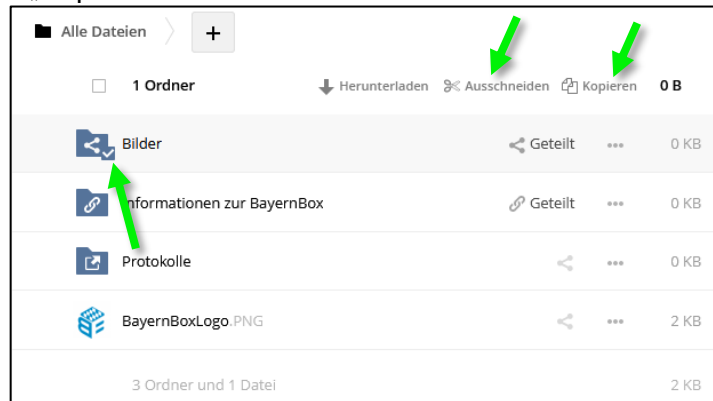 Alle Dateien +
1 Ordner Herunterladen Ausschneiden Kopieren 0 B
Bilder Geteilt ••• 0 KB
nformationen zur BayernBox Geteilt ••• 0 KB
Protokolle ••• 0 KB
BayernBoxLogo.PNG ••• 2 KB
3 Ordner und 1 Datei 2 KB